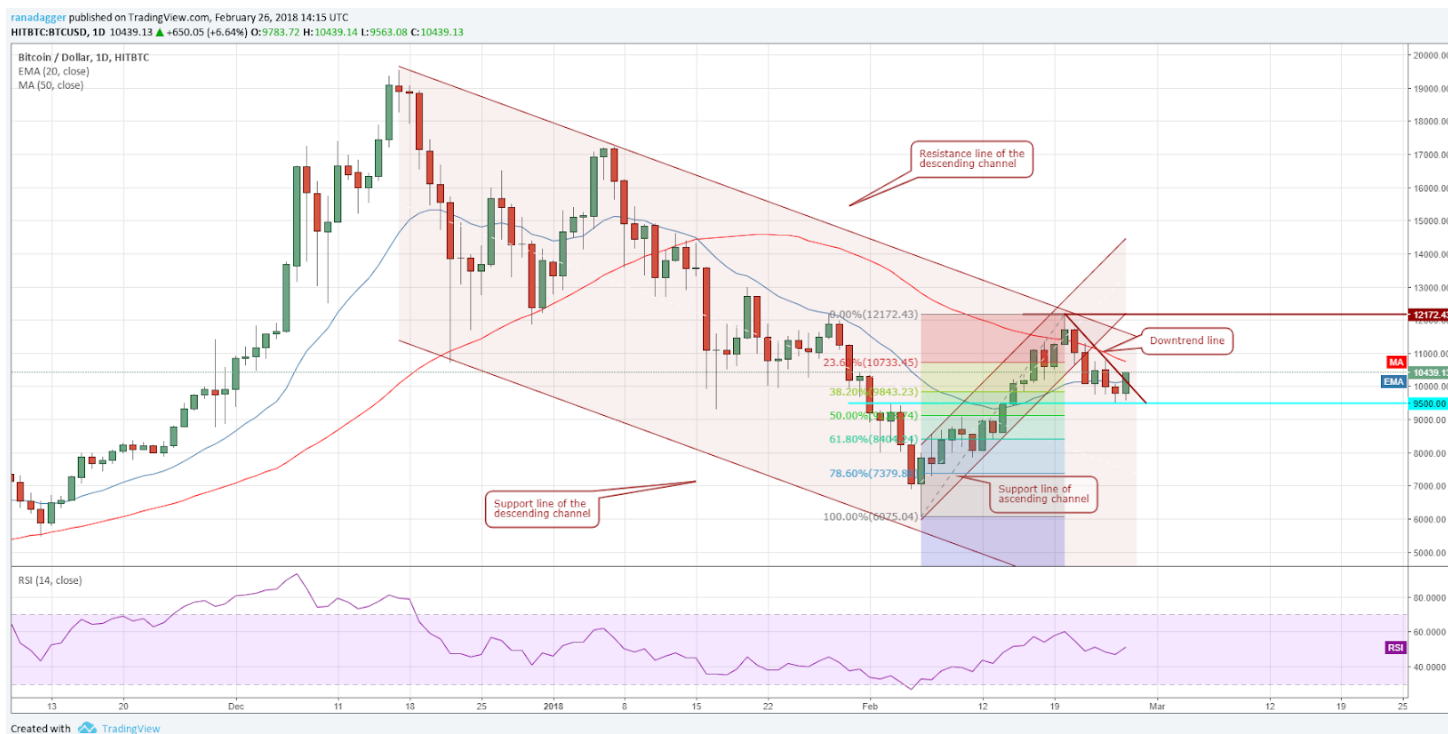 ranadagger published on TradingView.com, February 26, 2018 14:15 UTC
HITBTC:BTCUSD, 1D 10439.13 ▲ +650.05 (+6.64%) O:9783.72 H:10439.14 L:9563.08 C:10439.13
Bitcoin / Dollar, 1D, HITBTC
EMA (20, close)
MA (50, close)
20000.00
19000.00
18000.00
17000.00
16000.00
15000.00
14000.00
13000.00
12172.43
11000.00
MA
10439.13
EMA
10000.00
9500.00
9000.00
8000.00
7000.00
6000.00
5000.00
Resistance line of the
descending channel
Downtrend line
Support line of the
descending channel
Support line of
ascending channel
0.00%(12172.43)
23.60%(10733.45)
38.20%(9843.23)
50.00%
61.80%(8404.24)
78.60%
100.00%(6075.04)
RSI (14, close)
80.0000
60.0000
RSI
40.0000
13 20 Dec 11 18 25 2018 8 15 22 Feb 12 19 Mar 12 19 25
Created with TradingView